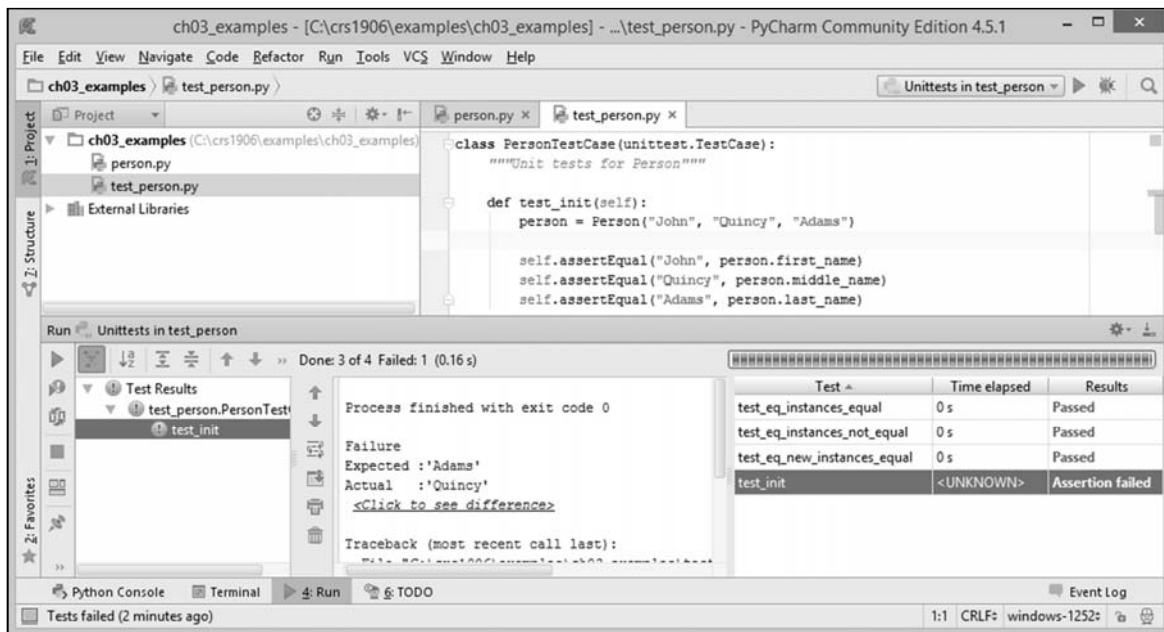 ch03_examples - [C:\crs1906\examples\ch03_examples] - ...\test_person.py - PyCharm Community Edition 4.5.1
File Edit View Navigate Code Refactor Run Tools VCS Window Help
ch03_examples test_person.py Unittests in test_person
1: Project
7: Structure
2: Favorites
Project
ch03_examples (C:\crs1906\examples\ch03_examples)
person.py
test_person.py
External Libraries
person.py × test_person.py ×
class PersonTestCase(unittest.TestCase):
"""Unit tests for Person"""
def test_init(self):
person = Person("John", "Quincy", "Adams")
self.assertEqual("John", person.first_name)
self.assertEqual("Quincy", person.middle_name)
self.assertEqual("Adams", person.last_name)
Run Unittests in test_person
Done: 3 of 4 Failed: 1 (0.16 s)
Test Results
test_person.PersonTest
test_init
Process finished with exit code 0
Failure
Expected :'Adams'
Actual :'Quincy'
<Click to see difference>
Traceback (most recent call last):
Test Time elapsed Results
test_eq_instances_equal 0 s Passed
test_eq_instances_not_equal 0 s Passed
test_eq_new_instances_equal 0 s Passed
test_init <UNKNOWN> Assertion failed
Python Console Terminal 4: Run 6: TODO Event Log
Tests failed (2 minutes ago) 1:1 CRLF: windows-1252: